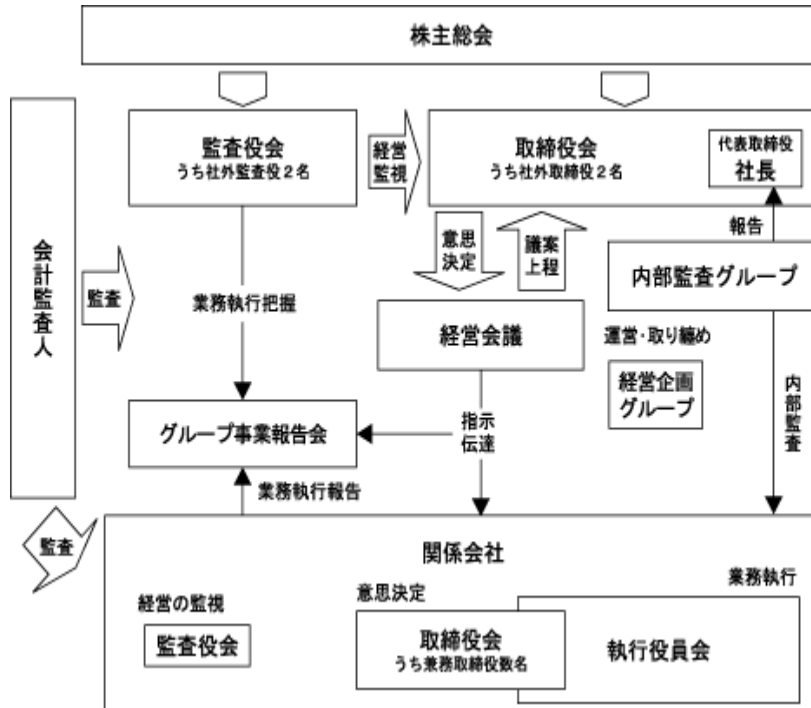 株主総会
監査役会
うち社外監査役2名
経営
監視
取締役会
うち社外取締役2名
代表取締役
社長
会計監査人
監査
業務執行把握
意思
決定
議案
上程
報告
内部監査グループ
経営会議
運営・取り纏め
経営企画
グループ
内部監査
グループ事業報告会
指示
伝達
業務執行報告
監査
関係会社
業務執行
経営の監視
監査役会
意思決定
取締役会
うち兼務取締役数名
執行役員会